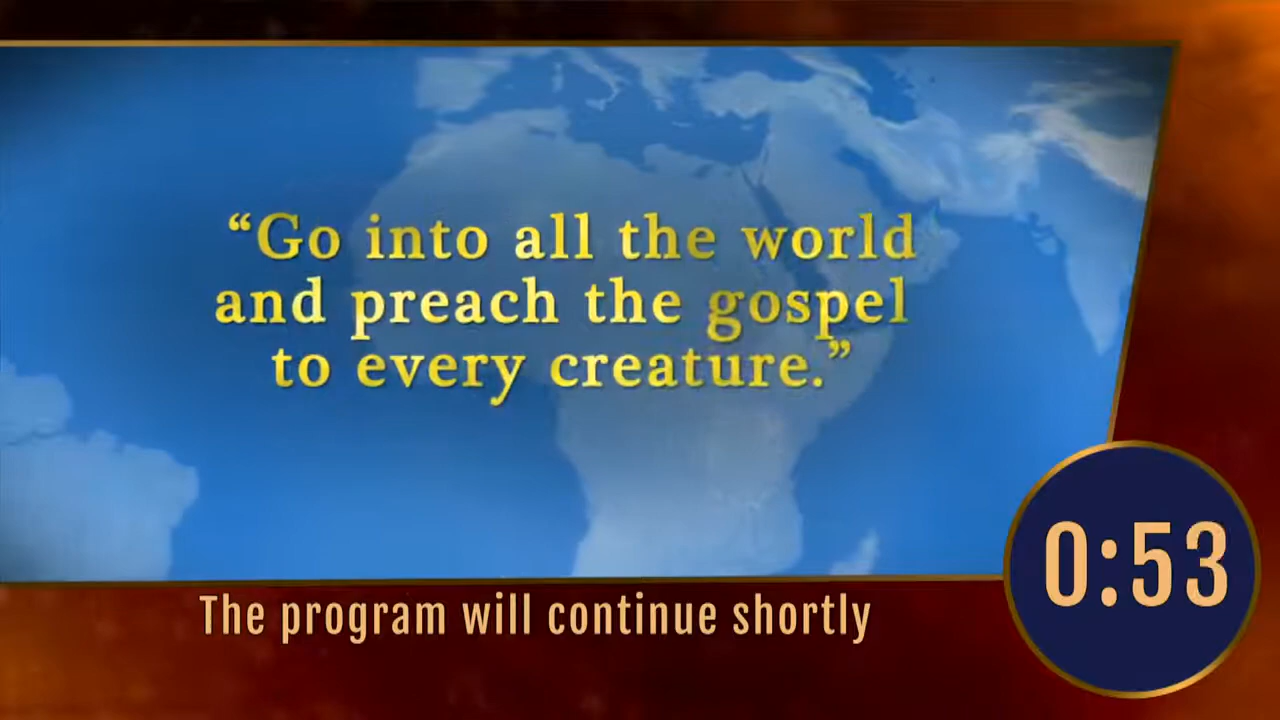 “Go into all the world
and preach the gospel
to every creature.”
0:53
The program will continue shortly